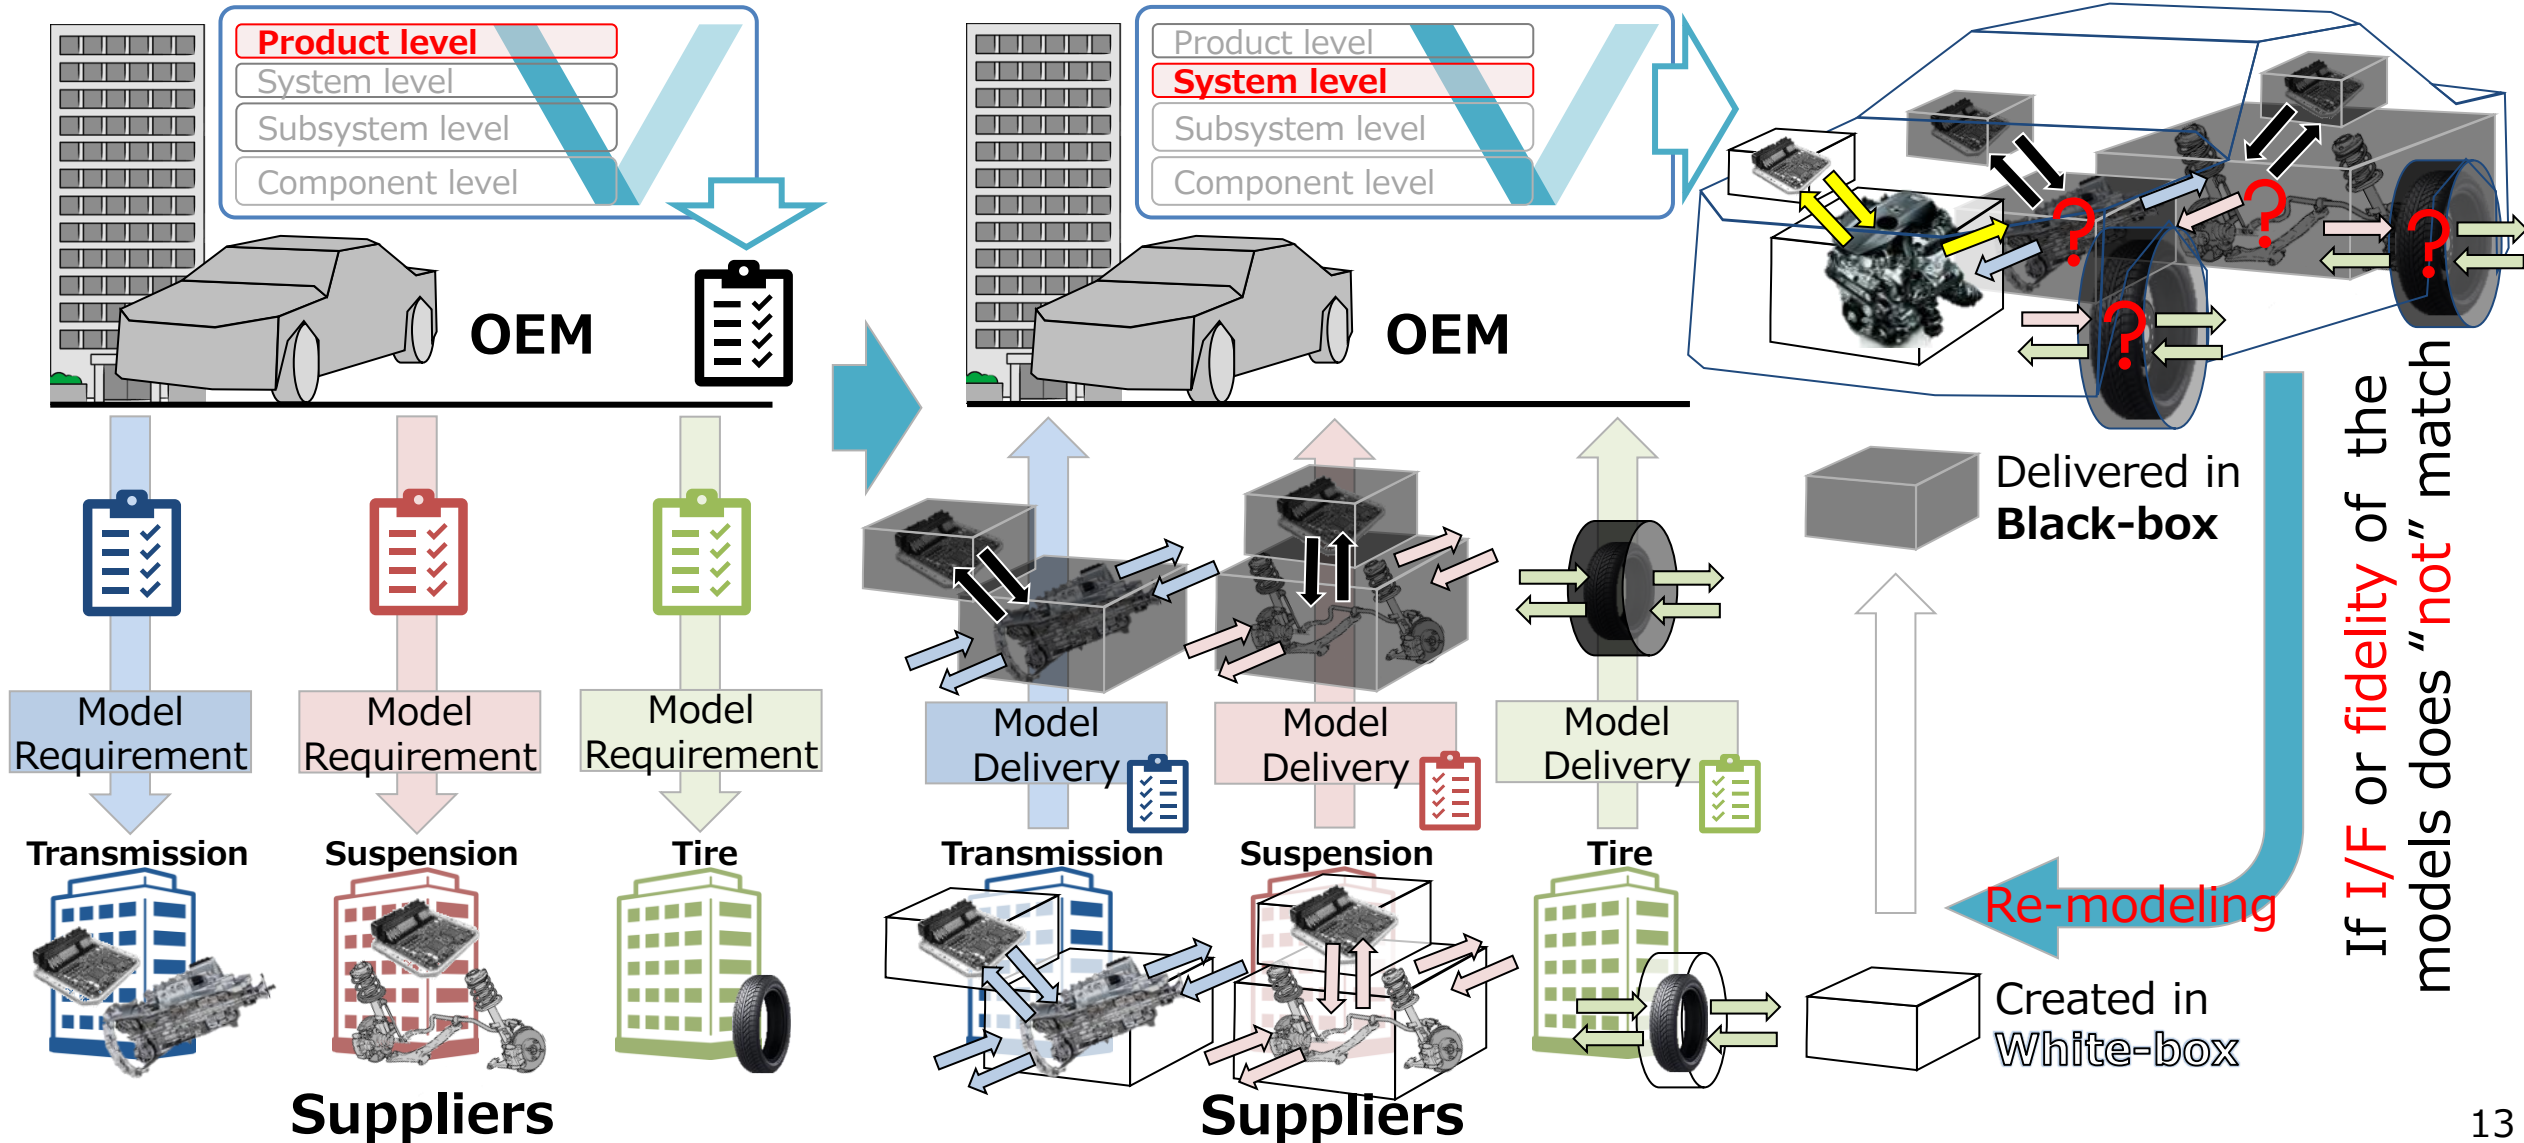 Product level
System level
Subsystem level
Component level
OEM
Model
Requirement
Model
Requirement
Model
Requirement
Transmission
Suspension
Tire
Suppliers
Product level
System level
Subsystem level
Component level
OEM
Model
Delivery
Model
Delivery
Model
Delivery
Transmission
Suspension
Tire
Suppliers
?
?
?
?
Delivered in
Black-box
Re-modeling
Created in
White-box
If I/F or fidelity of the
models does “not” match
13